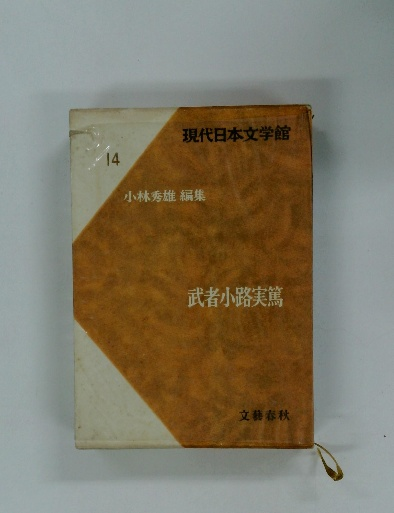 現代日本文学館
14
小林秀雄 編集
武者小路実篤
文藝春秋